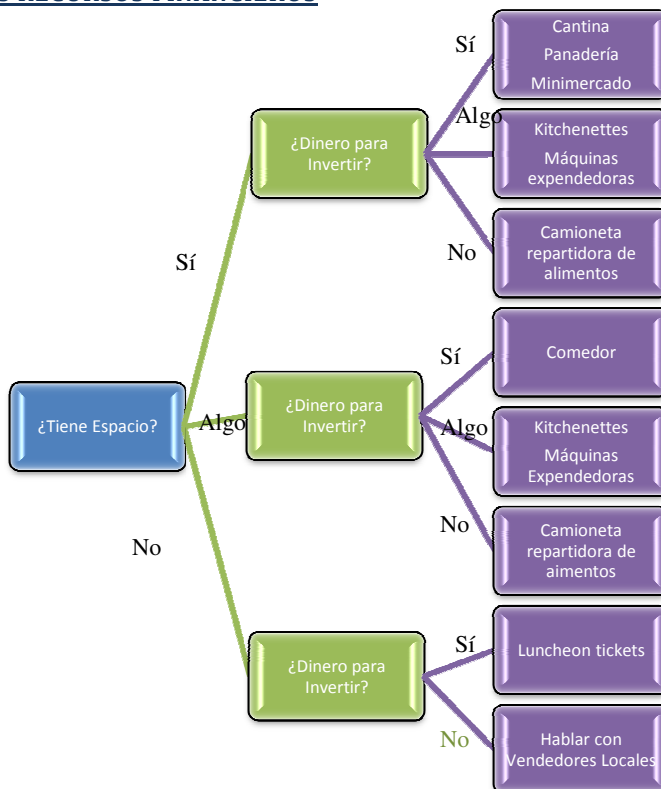 RECURSOS FINANCIEROS
Sí
Cantina
Panadería
Minimercado
¿Dinero para
Invertir?
Algo
Kitchenettes
Máquinas
expendedoras
No
Camioneta
repartidora de
alimentos
Sí
¿Tiene Espacio?
Algo
¿Dinero para
Invertir?
Sí
Comedor
Algo
Kitchenettes
Máquinas
Expendedoras
No
Camioneta
repartidora de
aimentos
No
¿Dinero para
Invertir?
Sí
Luncheon tickets
No
Hablar con
Vendedores Locales